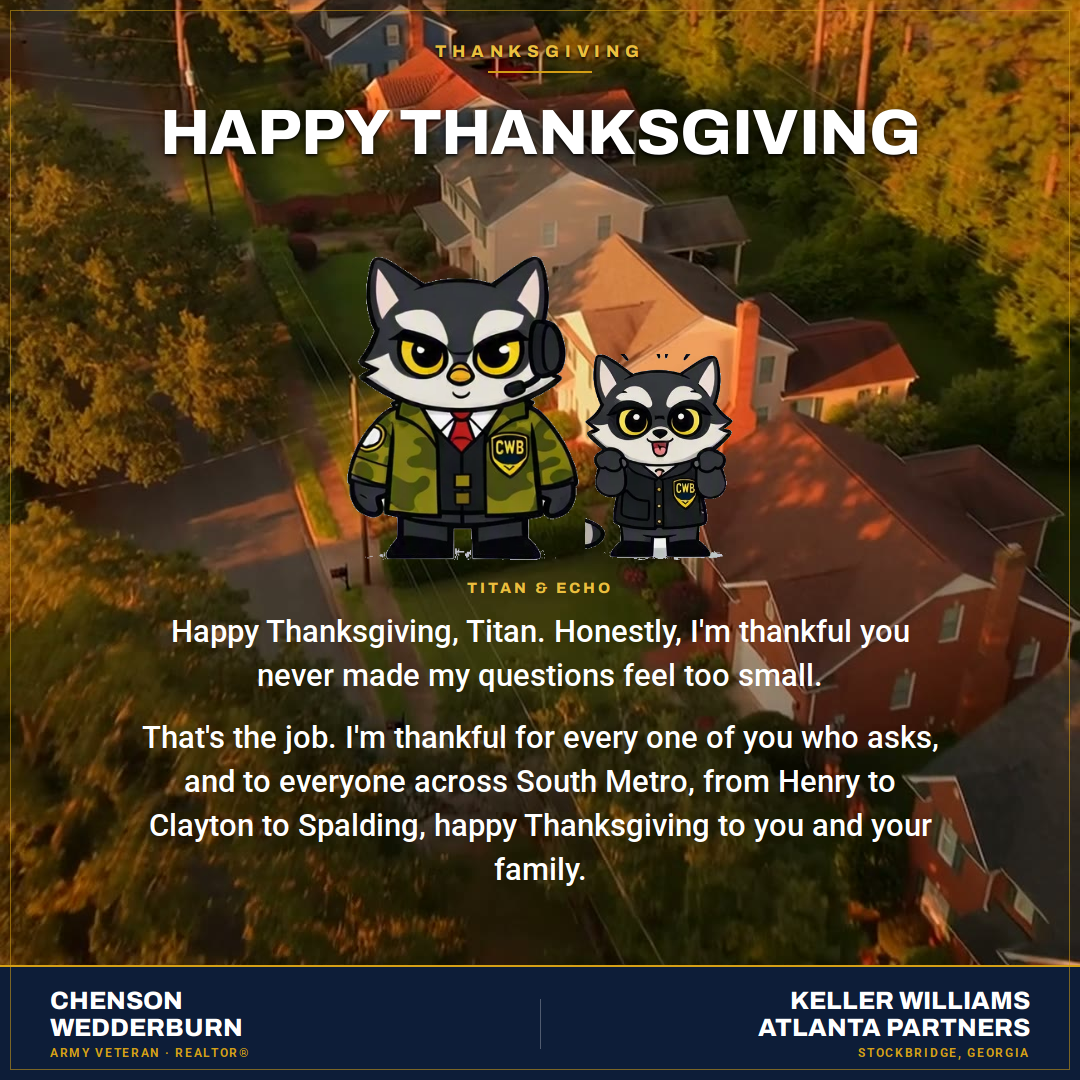 THANKSGIVING
HAPPY THANKSGIVING
CWB
CWB
TITAN & ECHO
Happy Thanksgiving, Titan. Honestly, I'm thankful you
never made my questions feel too small.
That's the job. I'm thankful for every one of you who asks,
and to everyone across South Metro, from Henry to
Clayton to Spalding, happy Thanksgiving to you and your
family.
CHENSON
WEDDERBURN
ARMY VETERAN · REALTOR®
KELLER WILLIAMS
ATLANTA PARTNERS
STOCKBRIDGE, GEORGIA